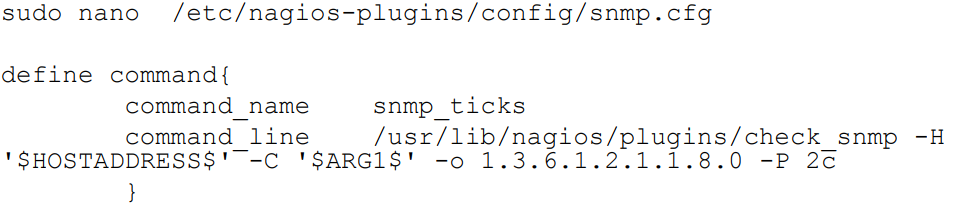 sudo nano  /etc/nagios-plugins/config/snmp.cfg

define command{
        command_name    snmp_ticks
        command_line    /usr/lib/nagios/plugins/check_snmp -H
'$HOSTADDRESS$' -C '$ARG1$' -o 1.3.6.1.2.1.1.8.0 -P 2c
        }